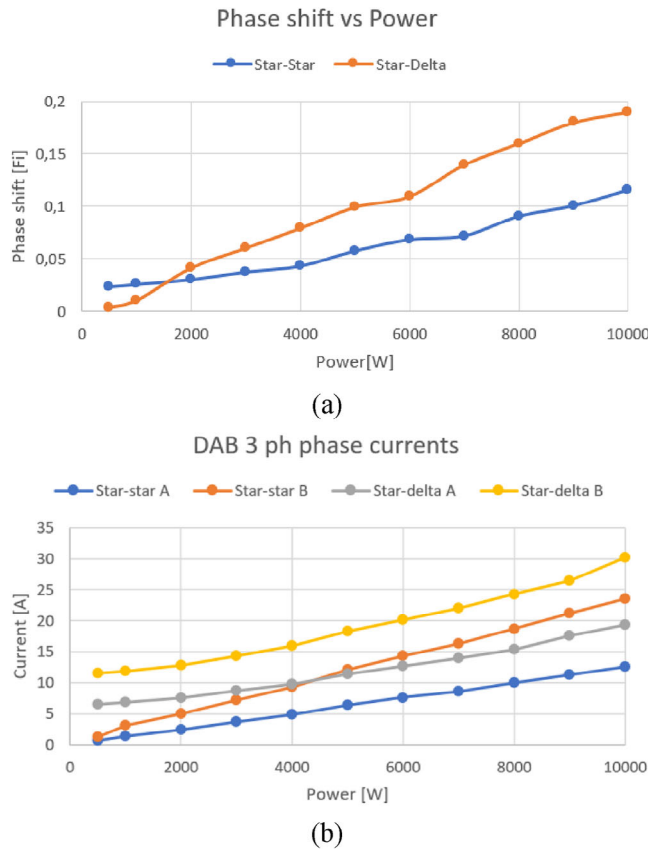 Phase shift vs Power
Star-Star Star-Delta
0,2
0,15
0,1
0,05
0
Phase shift [Fi]
0 2000 4000 6000 8000 10000
Power[W]
(a)
DAB 3 ph phase currents
Star-star A Star-star B Star-delta A Star-delta B
35
30
25
20
15
10
5
0
Current [A]
0 2000 4000 6000 8000 10000
Power [W]
(b)